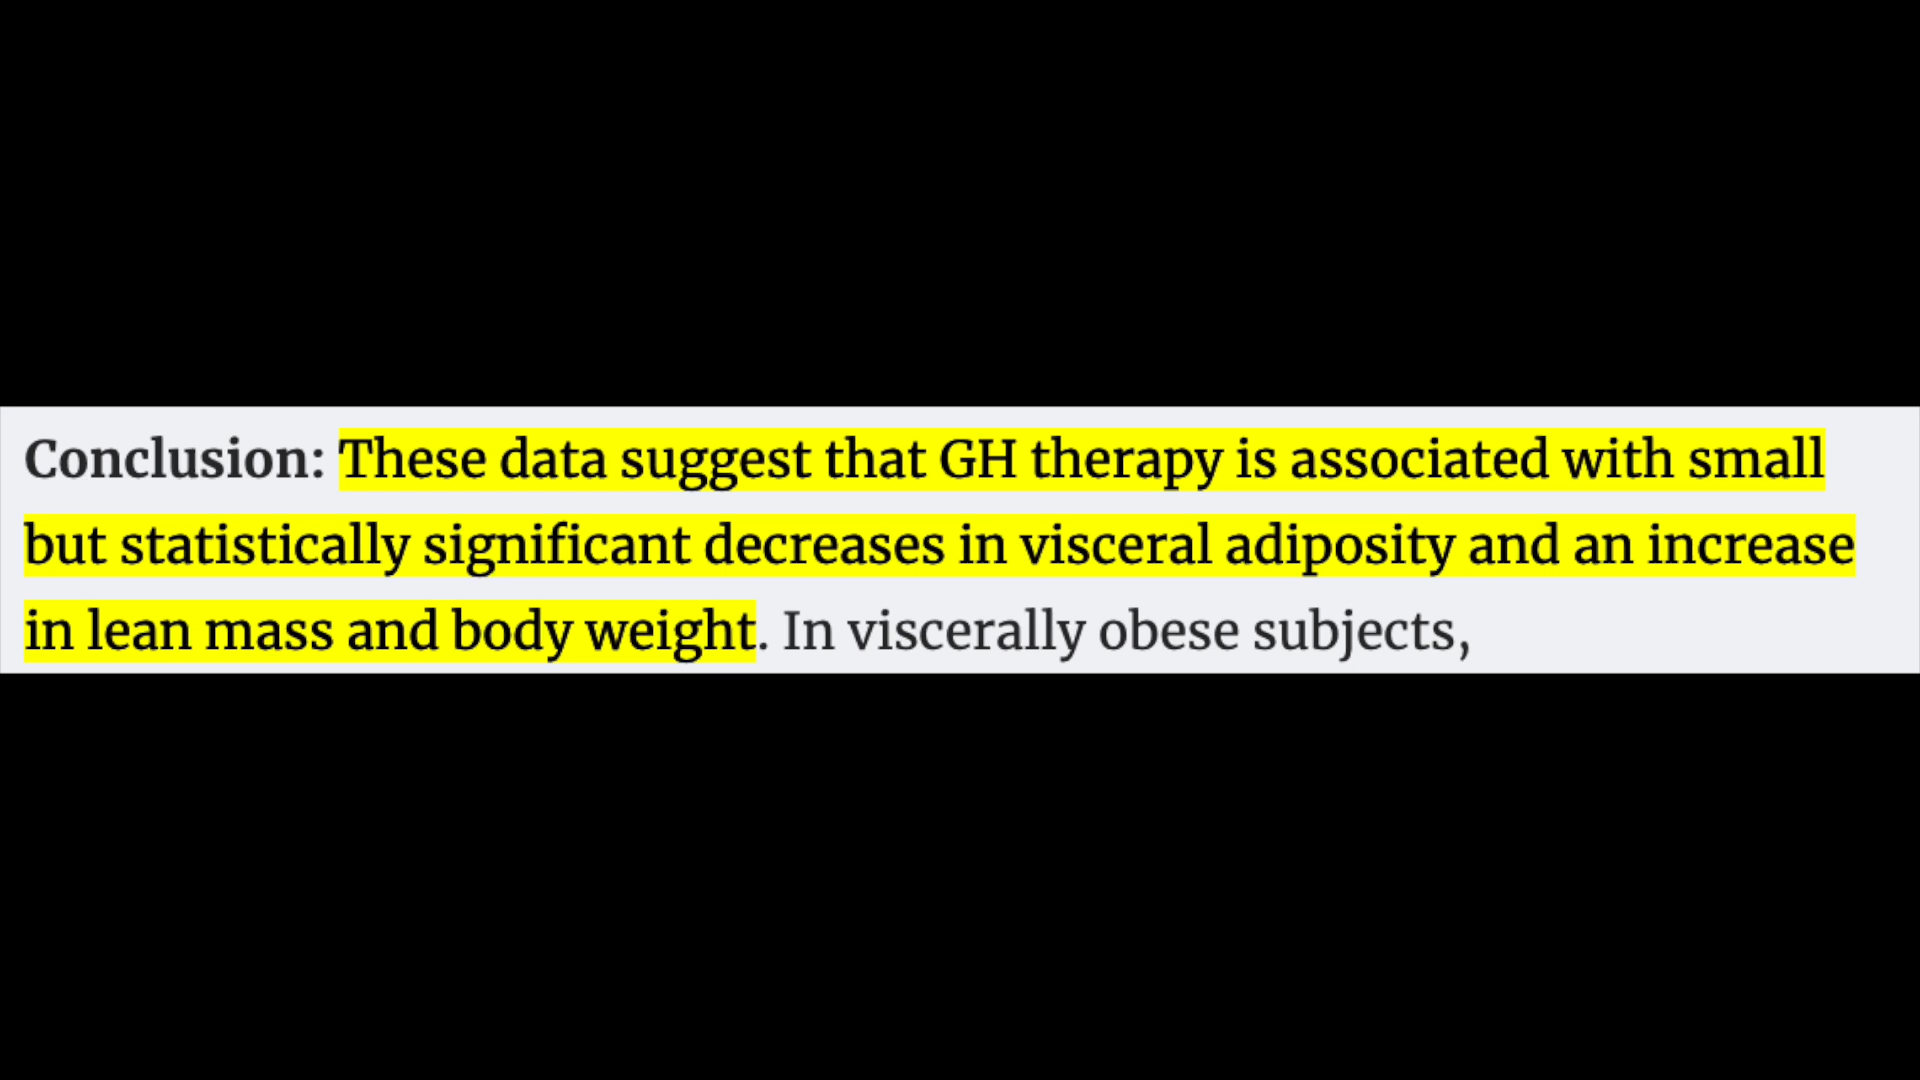 Conclusion: These data suggest that GH therapy is associated with small
but statistically significant decreases in visceral adiposity and an increase
in lean mass and body weight. In viscerally obese subjects,